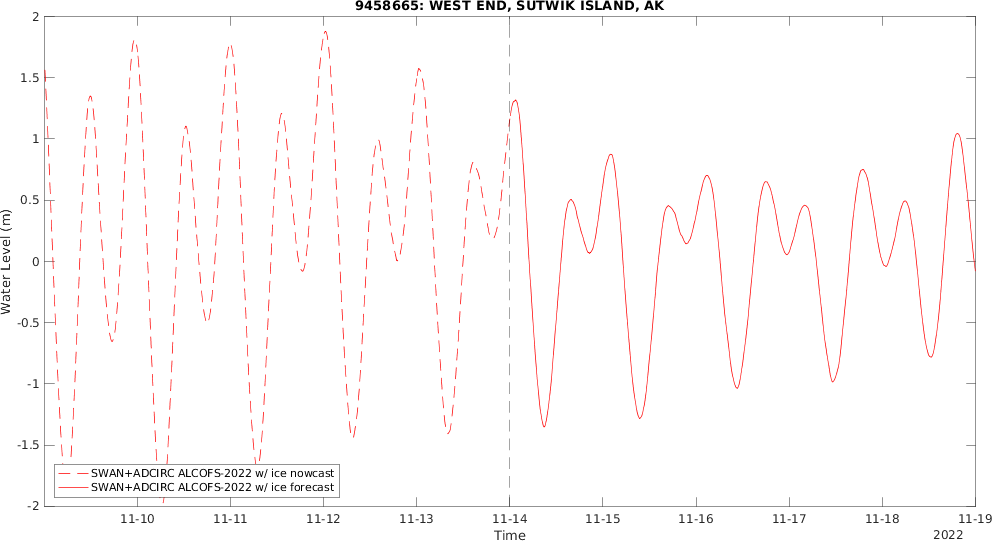 9458665: WEST END, SUTWIK ISLAND, AK
2
1.5
1
0.5
0
-0.5
-1
-1.5
-2
Water Level (m)
SWAN+ADCIRC ALCOFS-2022 w/ ice nowcast
SWAN+ADCIRC ALCOFS-2022 w/ ice forecast
11-10 11-11 11-12 11-13 11-14 11-15 11-16 11-17 11-18 11-19
Time
2022